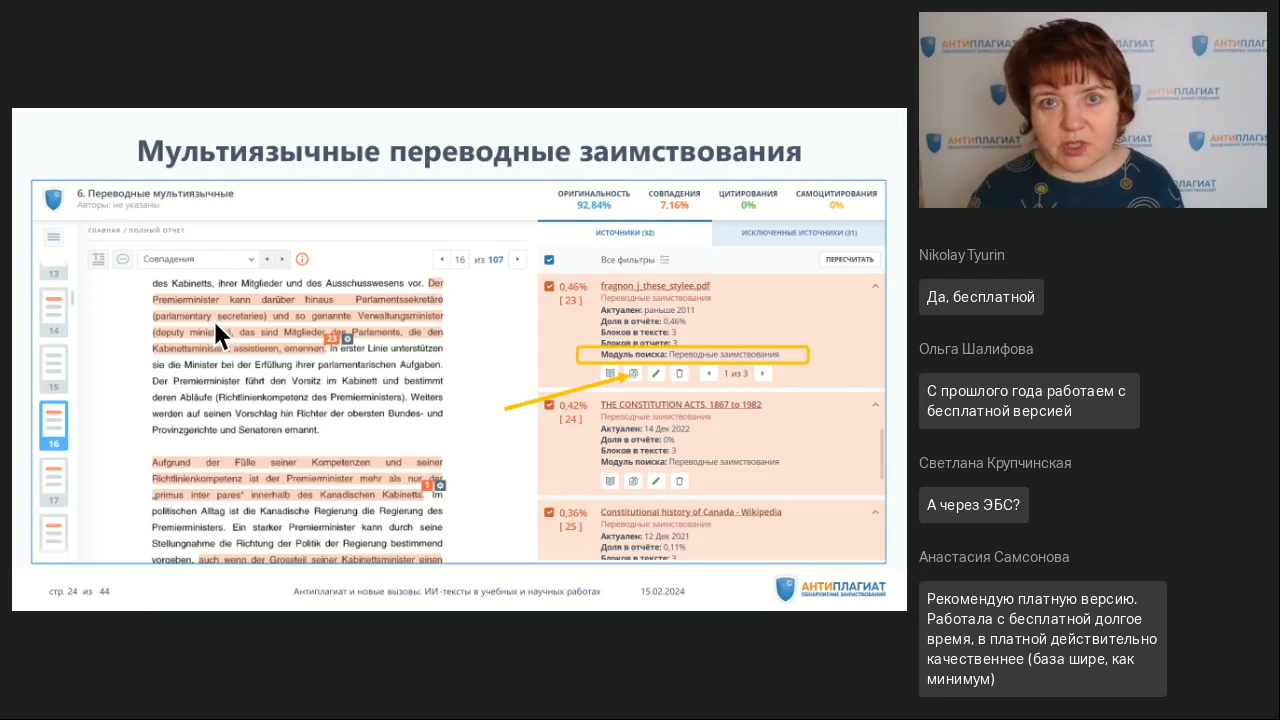 Мультиязычные переводные заимствования
6. Переводные мультиязычные
Авторы: не указаны
ОРИГИНАЛЬНОСТЬ
92,84%
СОВПАДЕНИЯ
7,16%
ЦИТИРОВАНИЯ
0%
САМОЦИТИРОВАНИЯ
0%
ГЛАВНАЯ / ПОЛНЫЙ ОТЧЕТ
ИСТОЧНИКИ (32)
ИСКЛЮЧЕННЫЕ ИСТОЧНИКИ (31)
Совпадения
16 из 107
Все фильтры
ПЕРЕСЧИТАТЬ
13
14
15
16
17
des Kabinetts, ihrer Mitglieder und des Ausschusswesens vor. Der
Premierminister kann darüber hinaus Parlamentssekretäre
(parlamentary secretaries) und so genannte Verwaltungsminister
(deputy das sind Mitglieder des Parlaments, die den
assistieren, ernennen. In erster Linie unterstützen
23
sie die Minister bei der Erfüllung ihrer parlamentarischen Aufgaben.
Der Premierminister führt den Vorsitz im Kabinett und bestimmt
deren Abläufe (Richtlinienkompetenz des Premierministers). Weiters
werden auf seinen Vorschlag hin Richter der obersten Bundes- und
Provinzgerichte und Senatoren ernannt.
Aufgrund der Fülle seiner Kompetenzen und seiner
Richtlinienkompetenz ist der Premierminister mehr als nur der
„primus inter pares" innerhalb des Kanadischen Kabinetts. Im
1
politischen Alltag ist die Kanadische Regierung die Regierung des
Premierministers. Ein starker Premierminister kann durch seine
Stellungnahme die Richtung der Politik der Regierung bestimmend
vorgeben, auch wenn der Grossteil seiner Kabinettsminister einen
0,46%
[ 23 ]
fragnon_j_these_stylee.pdf
Переводные заимствования
Актуален: раньше 2011
Доля в отчёте: 0,46%
Блоков в тексте: 3
Блоков в отчете: 3
Модуль поиска: Переводные заимствования
1 из 3
0,42%
[ 24 ]
THE CONSTITUTION ACTS, 1867 to 1982
Переводные заимствования
Актуален: 14 Дек 2022
Доля в отчёте: 0%
Блоков в тексте: 3
Модуль поиска: Переводные заимствования
0,36%
[ 25 ]
Constitutional history of Canada - Wikipedia
Переводные заимствования
Актуален: 12 Дек 2021
Доля в отчёте: 0,11%
Блоков в тексте: 3
стр. 24 из 44
Антиплагиат и новые вызовы: ИИ-тексты в учебных и научных работах
15.02.2024
АНТИПЛАГИАТ
ОБНАРУЖЕНИЕ ЗАИМСТВОВАНИЙ
АНТИПЛАГИАТ
NikolayTyurin
Да, бесплатной
Ольга Шалифова
С прошлого года работаем с
бесплатной версией
Светлана Крупчинская
А через ЭБС?
Анастасия Самсонова
Рекомендую платную версию.
Работала с бесплатной долгое
время, в платной действительно
качественнее (база шире, как
минимум)